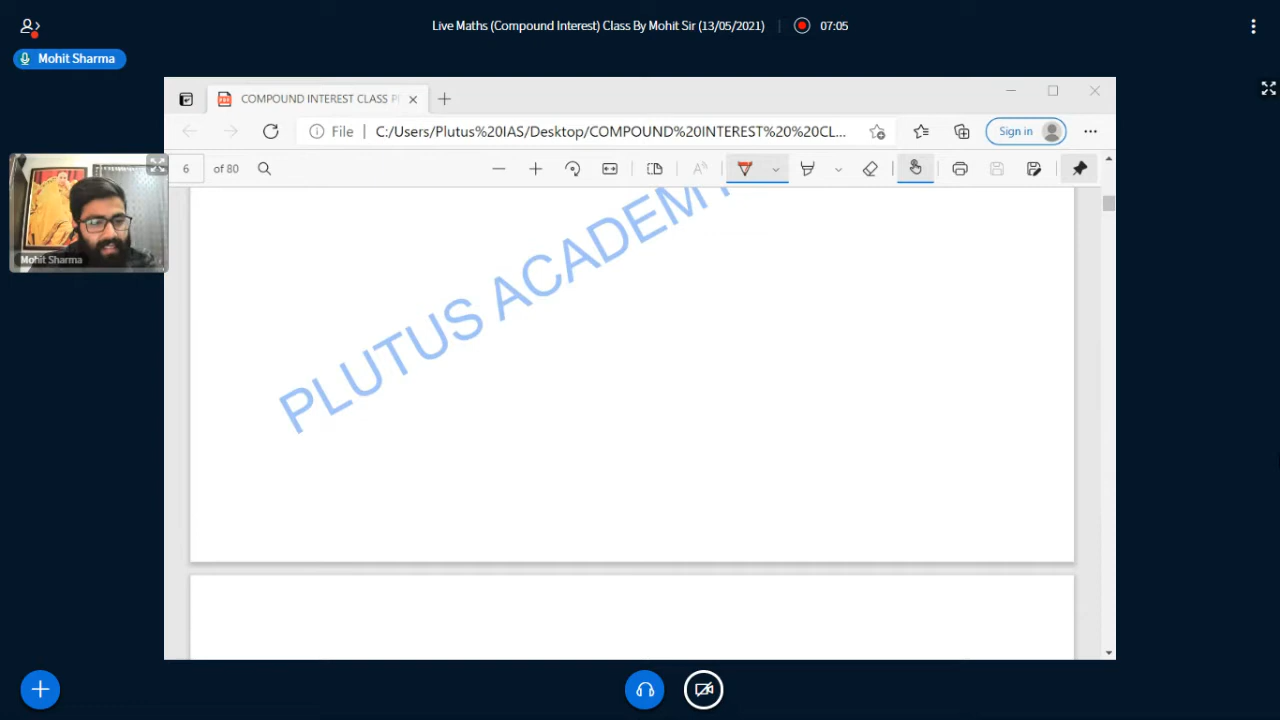 Live Maths (Compound Interest) Class By Mohit Sir (13/05/2021)
07:05
Mohit Sharma
COMPOUND INTEREST CLASS P
File
C:/Users/Plutus%20IAS/Desktop/COMPOUND%20INTEREST%20%20CL...
Sign in
6
of 80
Mohit Sharma
PLUTUS ACADEMY